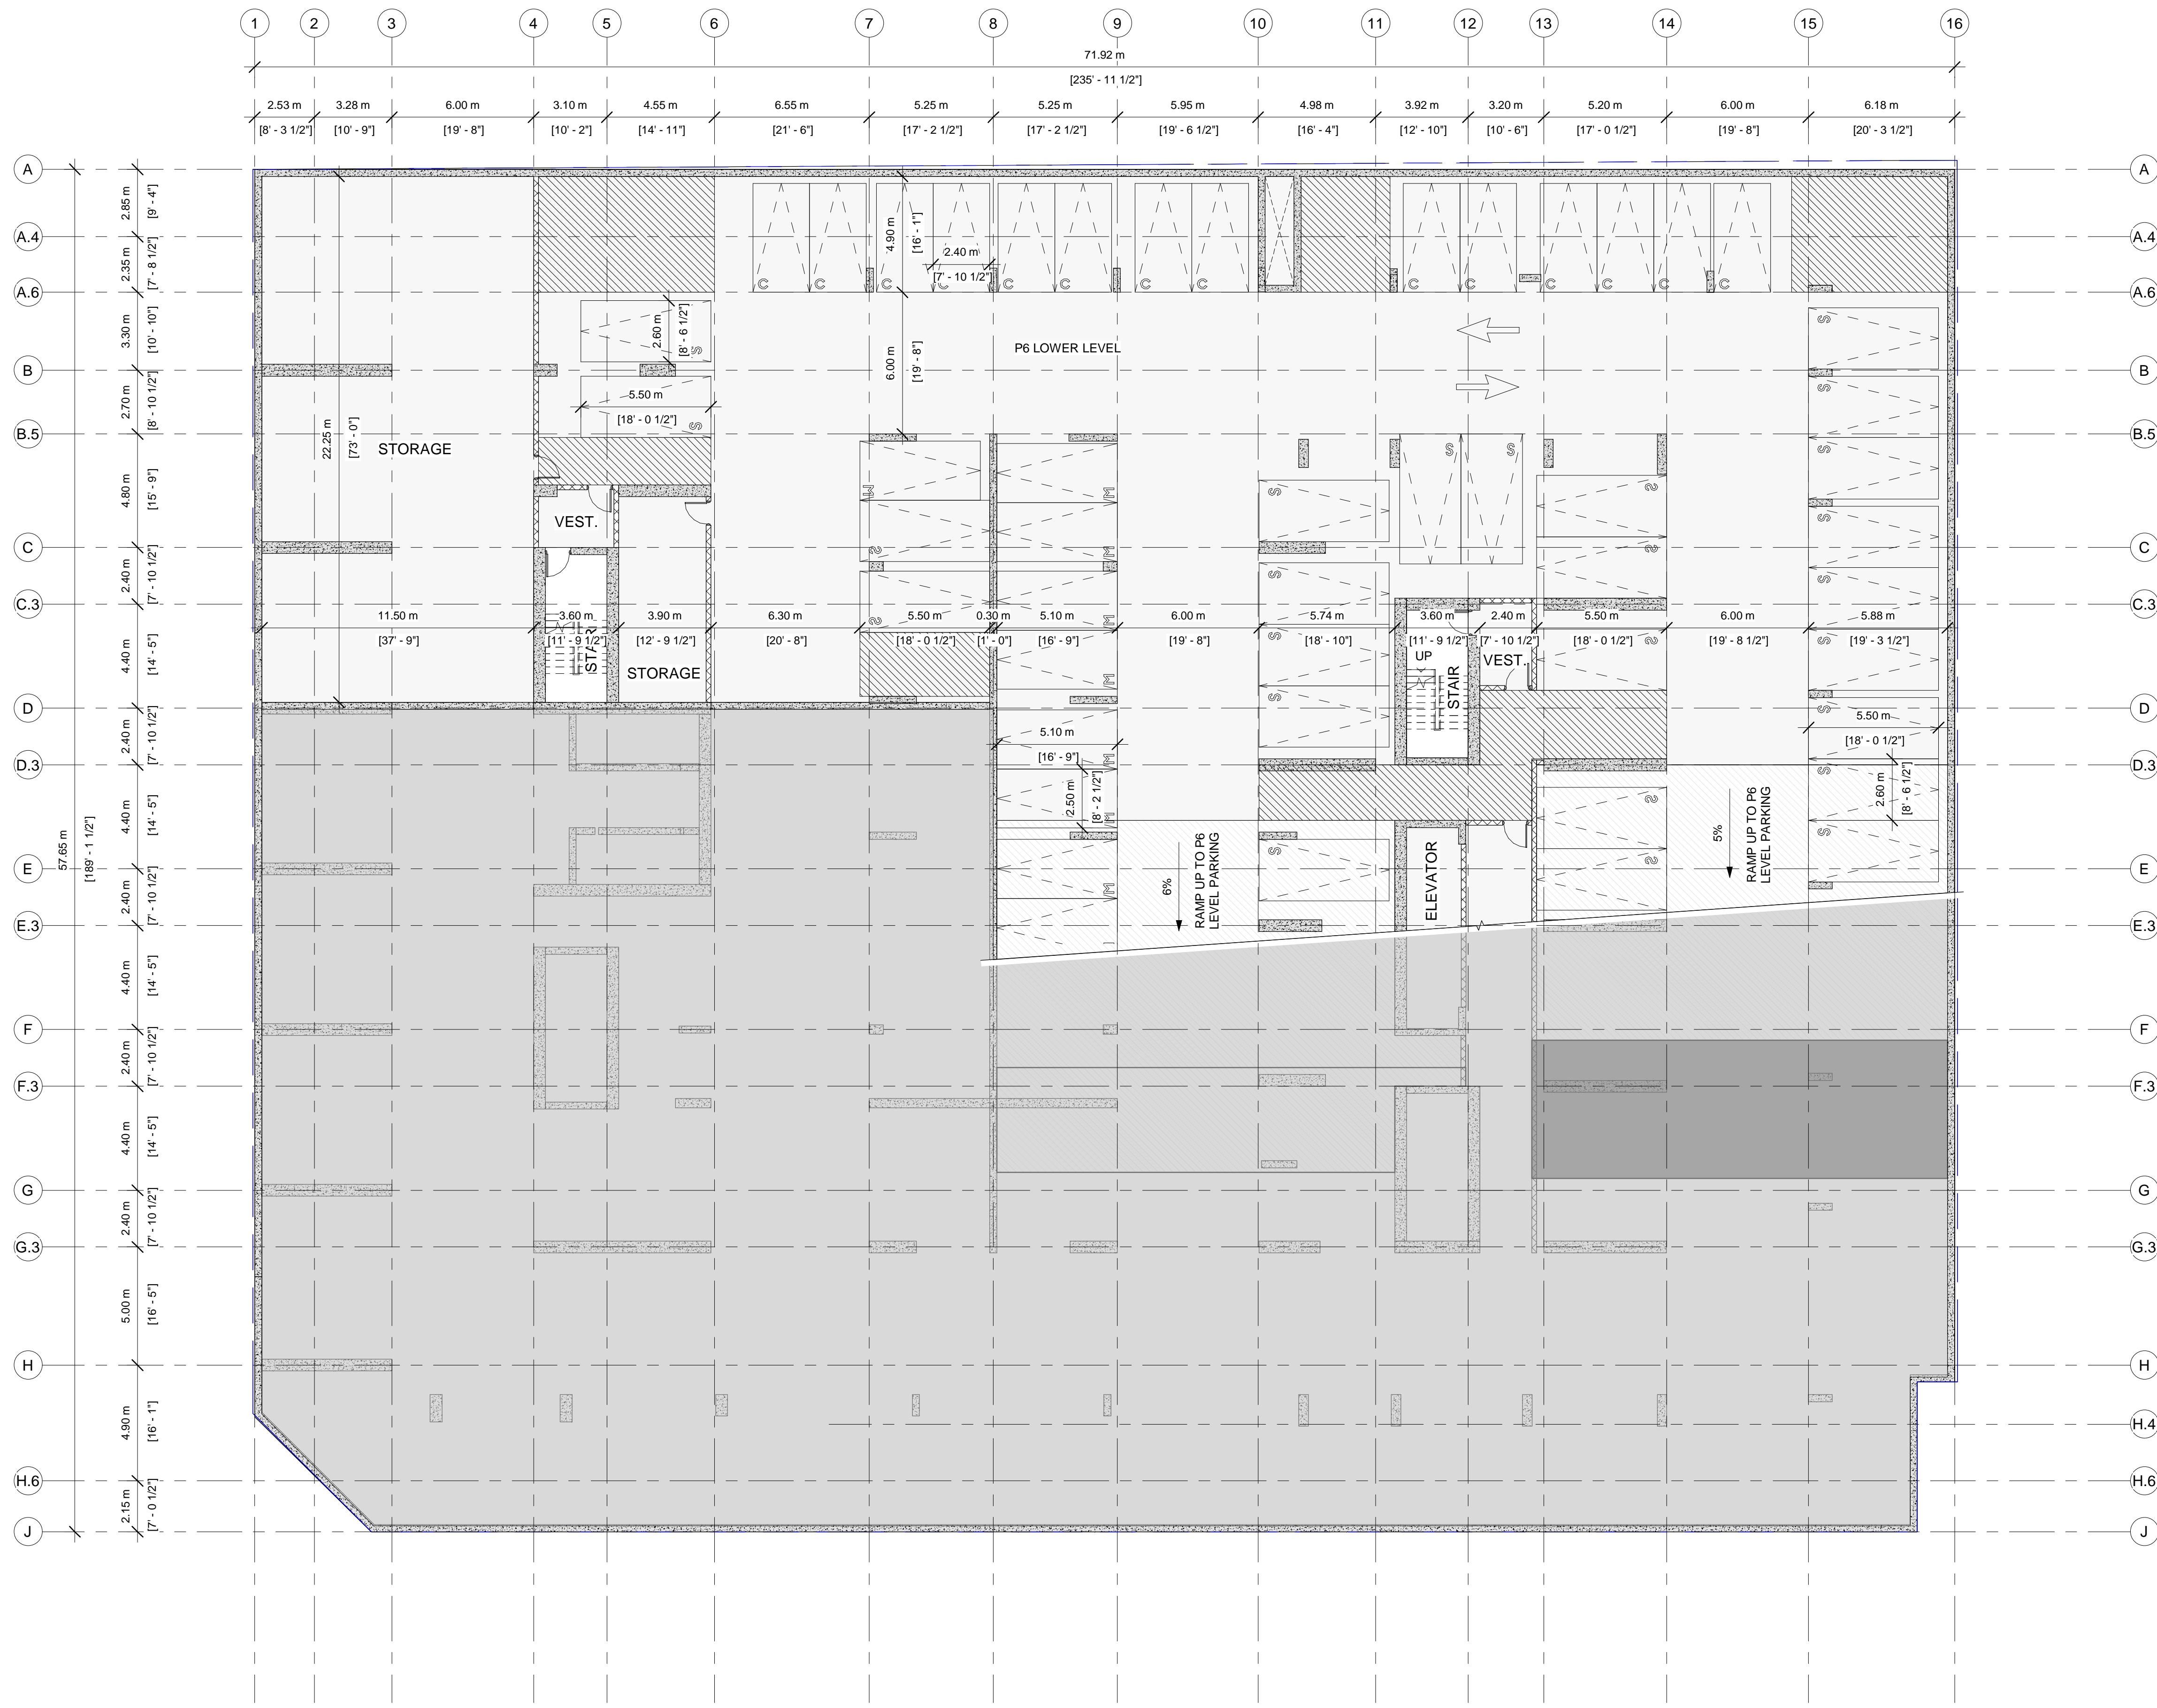 1 2 3 4 5 6 7 8 9 10 11 12 13 14 15 16
71.92 m
[235' - 11 1/2"]
2.53 m 3.28 m 6.00 m 3.10 m 4.55 m 6.55 m 5.25 m 5.25 m 5.95 m 4.98 m 3.92 m 3.20 m 5.20 m 6.00 m 6.18 m
[8' - 3 1/2"] [10' - 9"] [19' - 8"] [10' - 2"] [14' - 11"] [21' - 6"] [17' - 2 1/2"] [17' - 2 1/2"] [19' - 6 1/2"] [16' - 4"] [12' - 10"] [10' - 6"] [17' - 0 1/2"] [19' - 8"] [20' - 3 1/2"]
A A
2.85 m [9' - 4"]
4.90 m [16' - 1"]
A.4 A.4
2.40 m
[7' - 10 1/2"]
2.35 m [7' - 8 1/2"]
C C C C C C C C C C C C C C
A.6 A.6
3.30 m [10' - 10"]
2.60 m [8' - 6 1/2"]
S S
6.00 m [19' - 8"]
P6 LOWER LEVEL
B B
2.70 m [8' - 10 1/2"]
5.50 m
[18' - 0 1/2"]
S S
B.5 B.5
22.25 m [73' - 0"]
STORAGE
S S S
4.80 m [15' - 9"]
M M S S S
VEST.
C C
S M S
2.40 m [7' - 10 1/2"]
S M S S
C.3 C.3
11.50 m 3.60 m 3.90 m 6.30 m 5.50 m 0.30 m 5.10 m 6.00 m 5.74 m 3.60 m 2.40 m 5.50 m 6.00 m 5.88 m
[37' - 9"] [11' - 9 1/2"] [12' - 9 1/2"] [20' - 8"] [18' - 0 1/2"] [1' - 0"] [16' - 9"] [19' - 8"] [18' - 10"] [11' - 9 1/2"] [7' - 10 1/2"] [18' - 0 1/2"] [19' - 8 1/2"] [19' - 3 1/2"]
4.40 m [14' - 5"]
STAIR
STORAGE
M M S S S
UP
VEST.
STAIR
D D
S S
2.40 m [7' - 10 1/2"]
5.10 m
[16' - 9"]
M
5.50 m
[18' - 0 1/2"]
D.3 D.3
57.65 m [189' - 1 1/2"]
4.40 m [14' - 5"]
2.50 m [8' - 2 1/2"]
M
S
S
2.60 m [8' - 6 1/2"]
S
6%
RAMP UP TO P6
LEVEL PARKING
S
ELEVATOR
S
5%
RAMP UP TO P6
LEVEL PARKING
E E
2.40 m [7' - 10 1/2"]
M
E.3 E.3
4.40 m [14' - 5"]
F F
2.40 m [7' - 10 1/2"]
F.3 F.3
4.40 m [14' - 5"]
G G
2.40 m [7' - 10 1/2"]
G.3 G.3
5.00 m [16' - 5"]
H H
4.90 m [16' - 1"]
H.4
H.6 H.6
2.15 m [7' - 0 1/2"]
J J